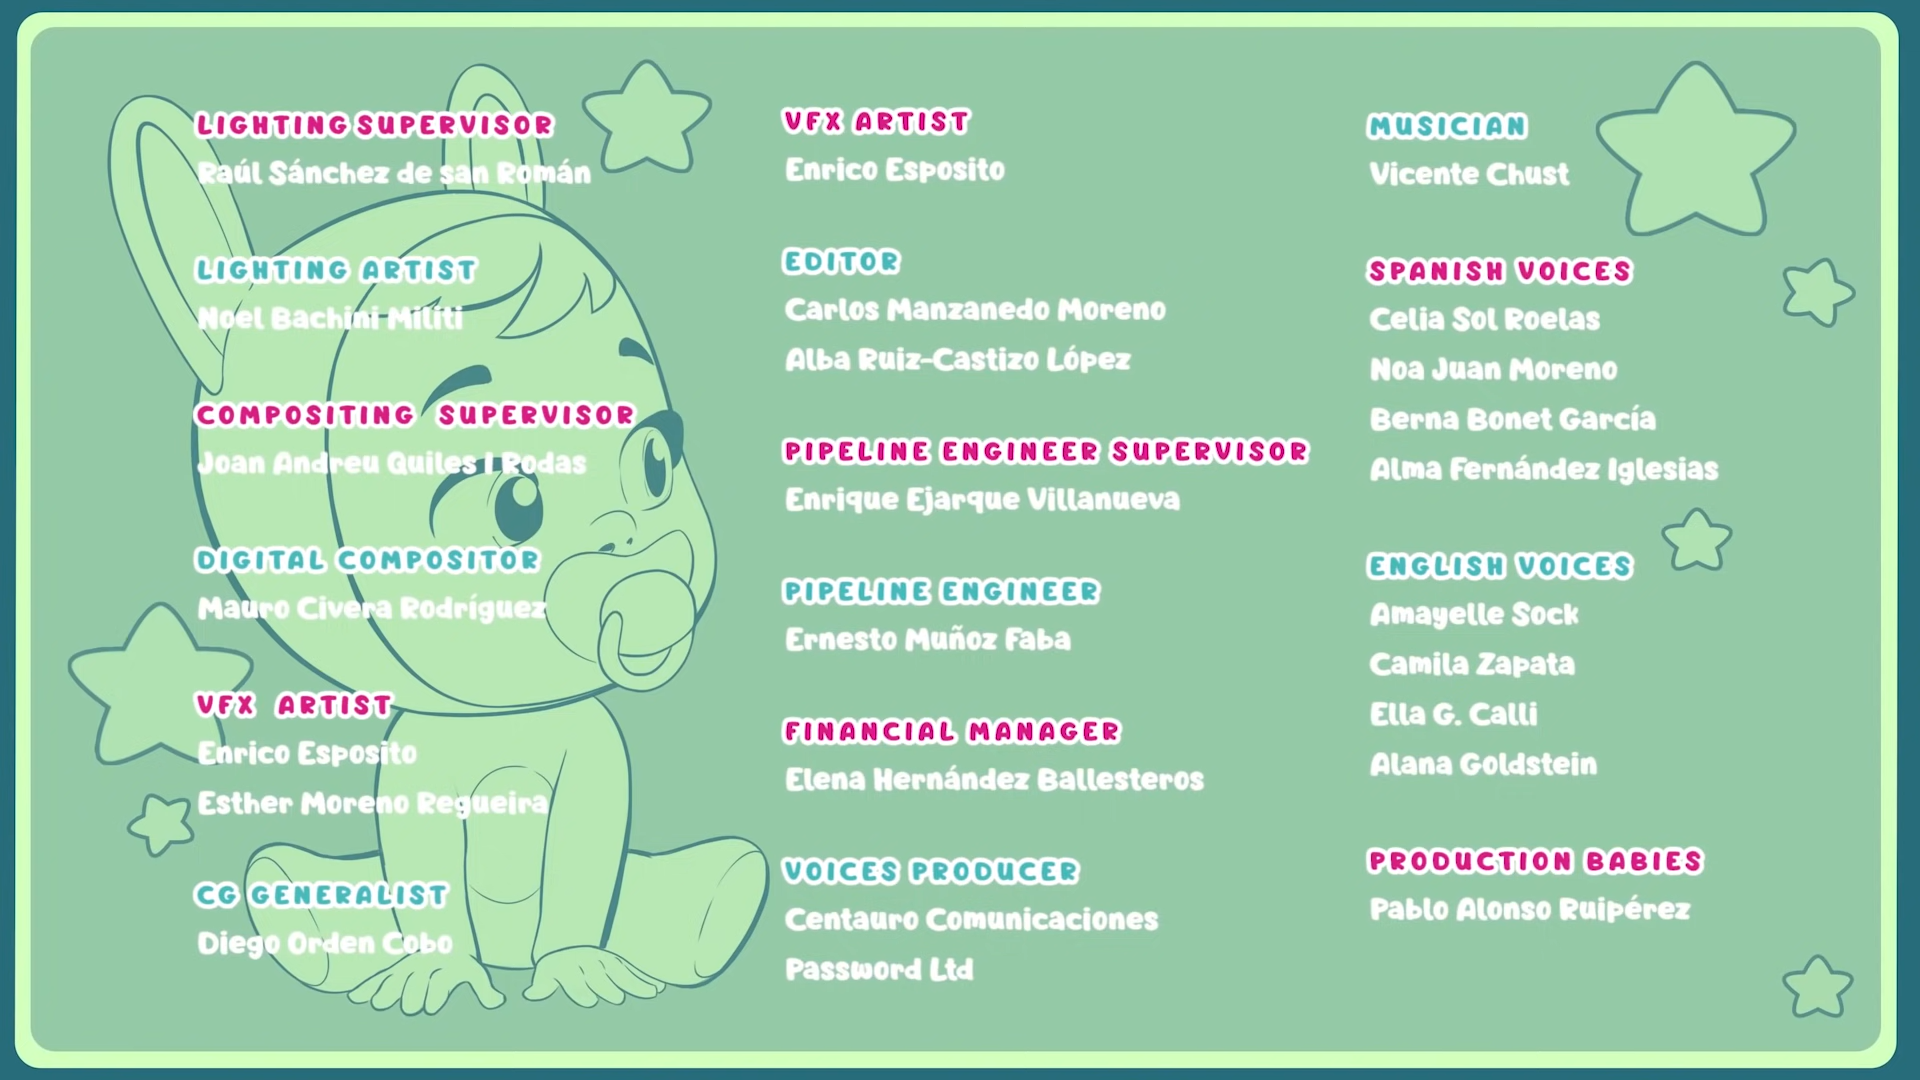 LIGHTING SUPERVISOR
Raúl Sánchez de san Román
LIGHTING ARTIST
Noel Bachini Militi
COMPOSITING SUPERVISOR
Joan Andreu Quiles I Rodas
DIGITAL COMPOSITOR
Mauro Civera Rodríguez
VFX ARTIST
Enrico Esposito
Esther Moreno Regueira
CG GENERALIST
Diego Orden Cobo
VFX ARTIST
Enrico Esposito
EDITOR
Carlos Manzanedo Moreno
Alba Ruiz-Castizo López
PIPELINE ENGINEER SUPERVISOR
Enrique Ejarque Villanueva
PIPELINE ENGINEER
Ernesto Muñoz Faba
FINANCIAL MANAGER
Elena Hernández Ballesteros
VOICES PRODUCER
Centauro Comunicaciones
Password Ltd
MUSICIAN
Vicente Chust
SPANISH VOICES
Celia Sol Roelas
Noa Juan Moreno
Berna Bonet García
Alma Fernández Iglesias
ENGLISH VOICES
Amayelle Sock
Camila Zapata
Ella G. Calli
Alana Goldstein
PRODUCTION BABIES
Pablo Alonso Ruipérez